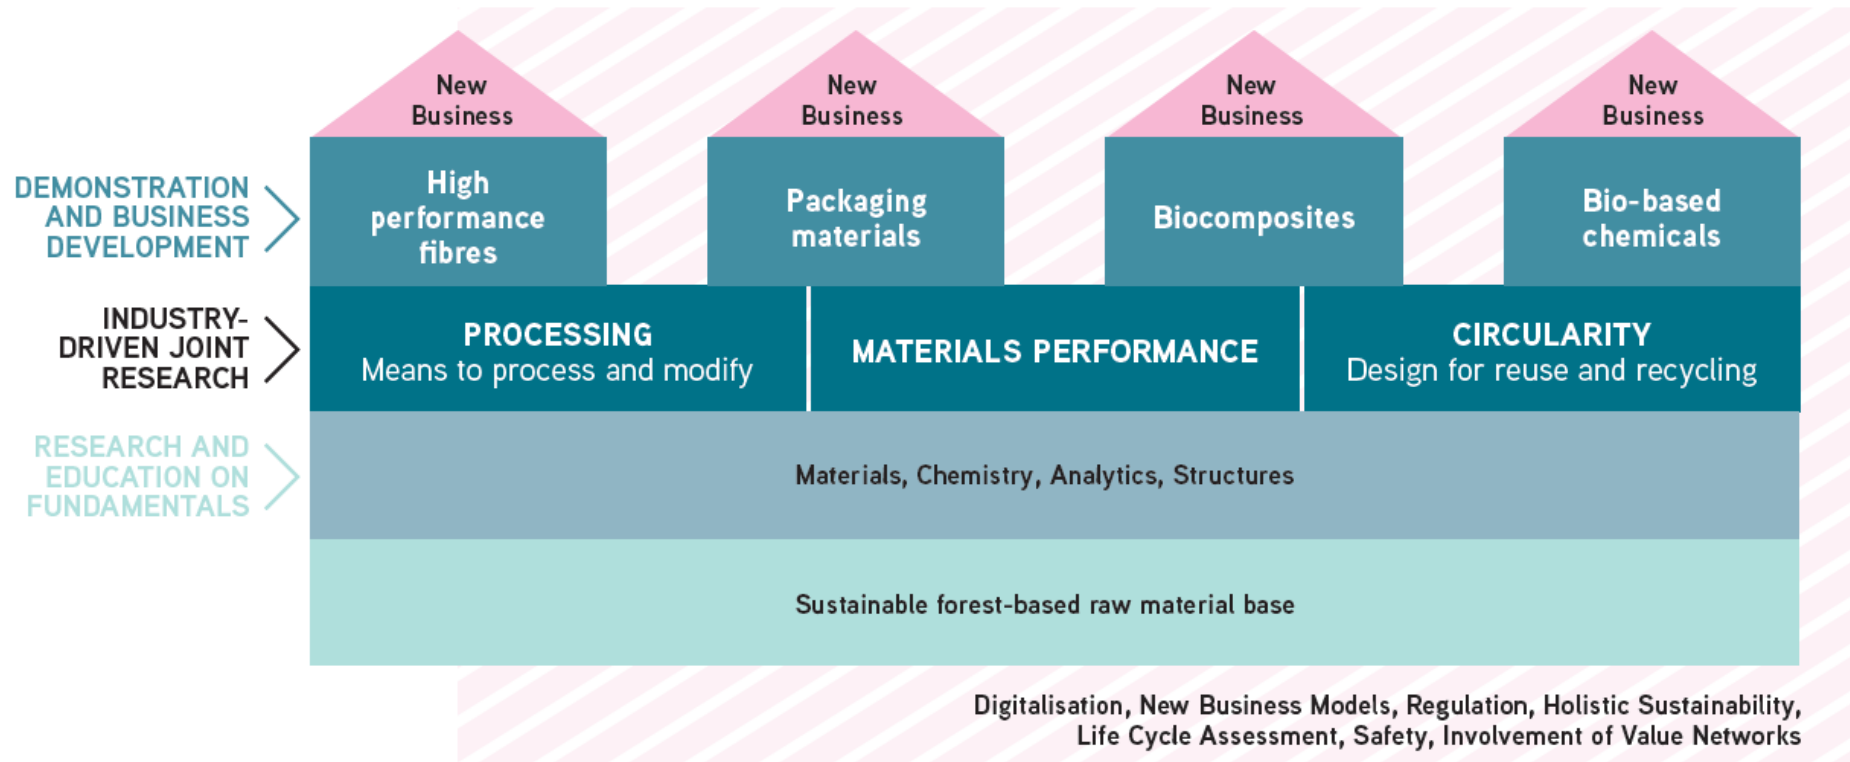 New
Business
New
Business
New
Business
New
Business
DEMONSTRATION
AND BUSINESS
DEVELOPMENT
High
performance
fibres
Packaging
materials
Biocomposites
Bio-based
chemicals
INDUSTRY-
DRIVEN JOINT
RESEARCH
PROCESSING
Means to process and modify
MATERIALS PERFORMANCE
CIRCULARITY
Design for reuse and recycling
RESEARCH AND
EDUCATION ON
FUNDAMENTALS
Materials, Chemistry, Analytics, Structures
Sustainable forest-based raw material base
Digitalisation, New Business Models, Regulation, Holistic Sustainability,
Life Cycle Assessment, Safety, Involvement of Value Networks